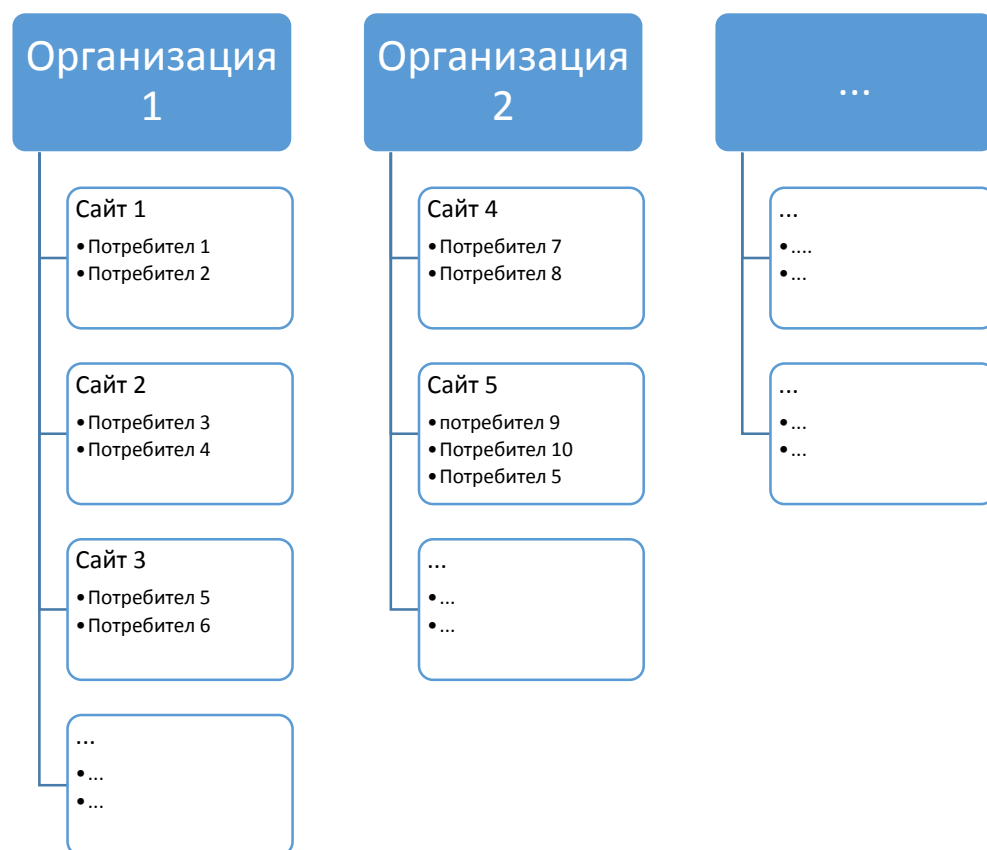 Организация
1
Сайт 1
•Потребител 1
•Потребител 2
Сайт 2
•Потребител 3
•Потребител 4
Сайт 3
•Потребител 5
•Потребител 6
...
•...
•...
Организация
2
Сайт 4
•Потребител 7
•Потребител 8
Сайт 5
•потребител 9
•Потребител 10
•Потребител 5
...
•...
•...
...
...
•....
•...
...
•...
•...